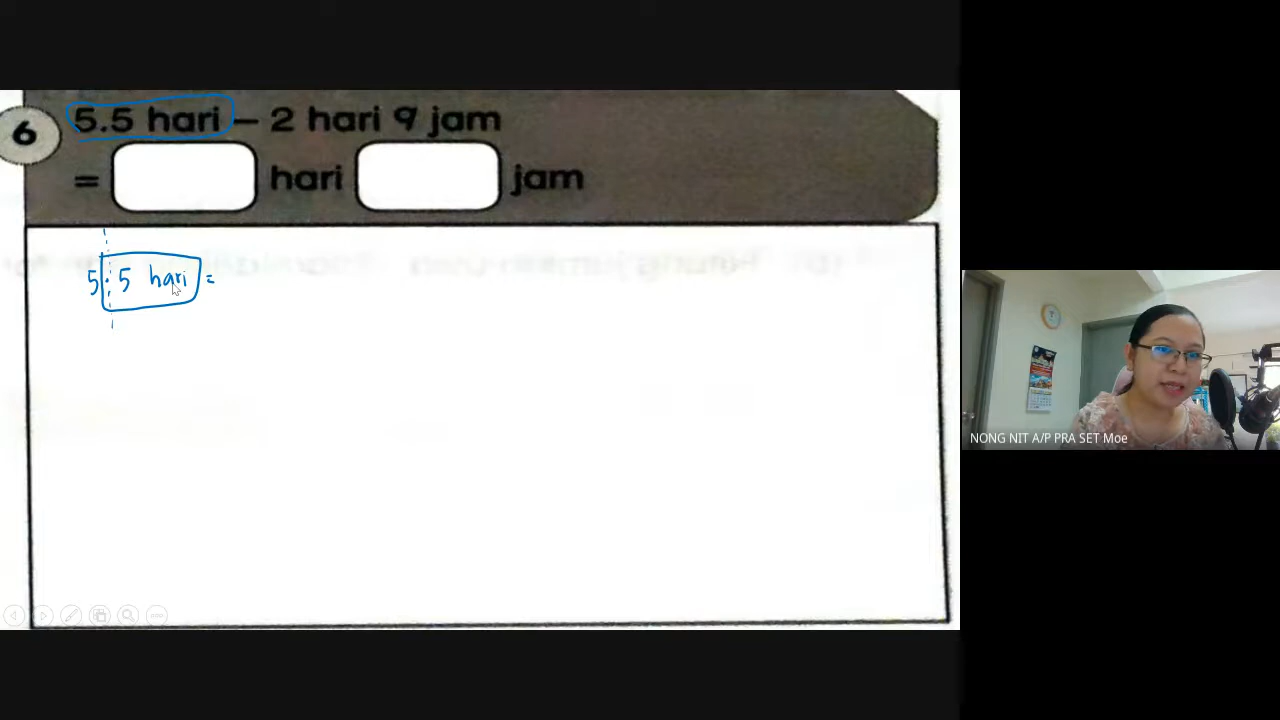 6
5.5 hari – 2 hari 9 jam
= hari jam
5.5 hari =
NONG NIT A/P PRA SET Moe